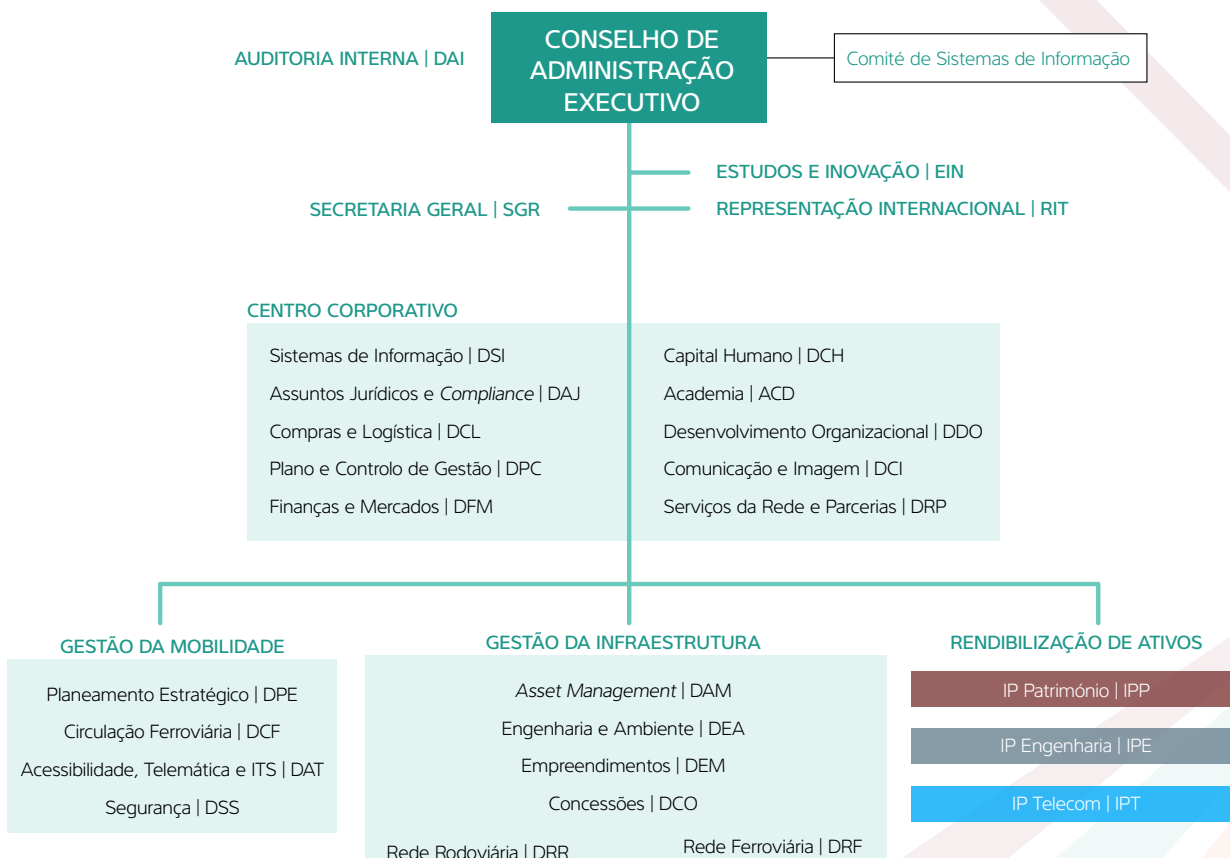 AUDITORIA INTERNA | DAI
CONSELHO DE
ADMINISTRAÇÃO
EXECUTIVO
Comité de Sistemas de Informação
ESTUDOS E INOVAÇÃO | EIN
SECRETARIA GERAL | SGR
REPRESENTAÇÃO INTERNACIONAL | RIT
CENTRO CORPORATIVO
Sistemas de Informação | DSI
Assuntos Jurídicos e Compliance | DAJ
Compras e Logística | DCL
Plano e Controlo de Gestão | DPC
Finanças e Mercados | DFM
Capital Humano | DCH
Academia | ACD
Desenvolvimento Organizacional | DDO
Comunicação e Imagem | DCI
Serviços da Rede e Parcerias | DRP
GESTÃO DA MOBILIDADE
Planeamento Estratégico | DPE
Circulação Ferroviária | DCF
Acessibilidade, Telemática e ITS | DAT
Segurança | DSS
GESTÃO DA INFRAESTRUTURA
Asset Management | DAM
Engenharia e Ambiente | DEA
Empreendimentos | DEM
Concessões | DCO
Rede Rodoviária | DRR
Rede Ferroviária | DRF
RENDIBILIZAÇÃO DE ATIVOS
IP Património | IPP
IP Engenharia | IPE
IP Telecom | IPT